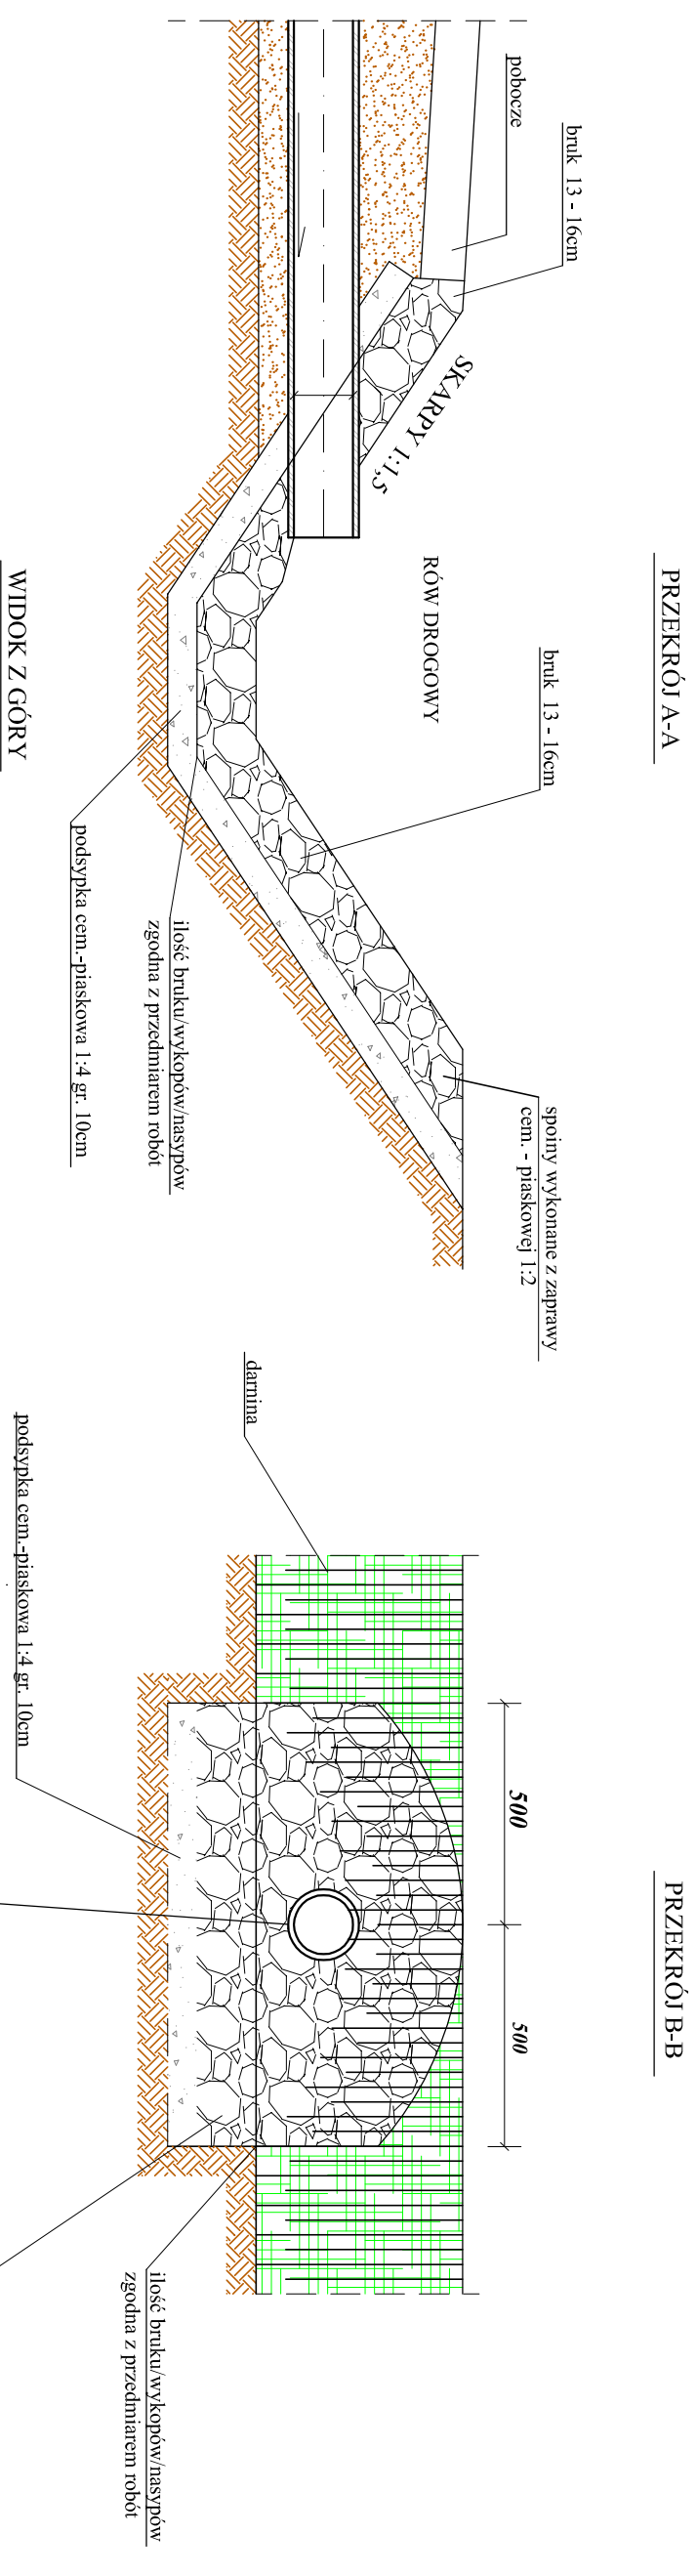 PRZEKRÓJ A-A
bruk 13 - 16cm
pobocze
SKARPY 1:1,5
RÓW DROGOWY
bruk 13 - 16cm
spoiny wykonane z zaprawy
cem. - piaskowej 1:2
ilość bruku/wykopów/nasypów
zgodna z przedmiarem robót
podsypka cem.-piaskowa 1:4 gr. 10cm
WIDOK Z GÓRY
PRZEKRÓJ B-B
500
500
darnina
podsypka cem.-piaskowa 1:4 gr. 10cm
ilość bruku/wykopów/nasypów
zgodna z przedmiarem robót